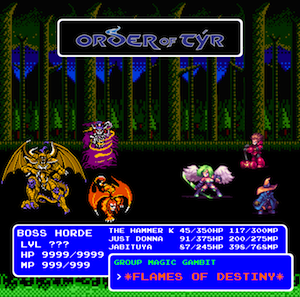 ORDER OF TYR
BOSS HORDE
LVL ???
HP 9999/9999
MP 999/999
THE HAMMER K 45/350HP 117/300MP
JUST DONNA 91/375HP 200/275MP
JABITUYA 57/245HP 398/765MP
GROUP MAGIC GAMBIT
>*FLAMES OF DESTINY*